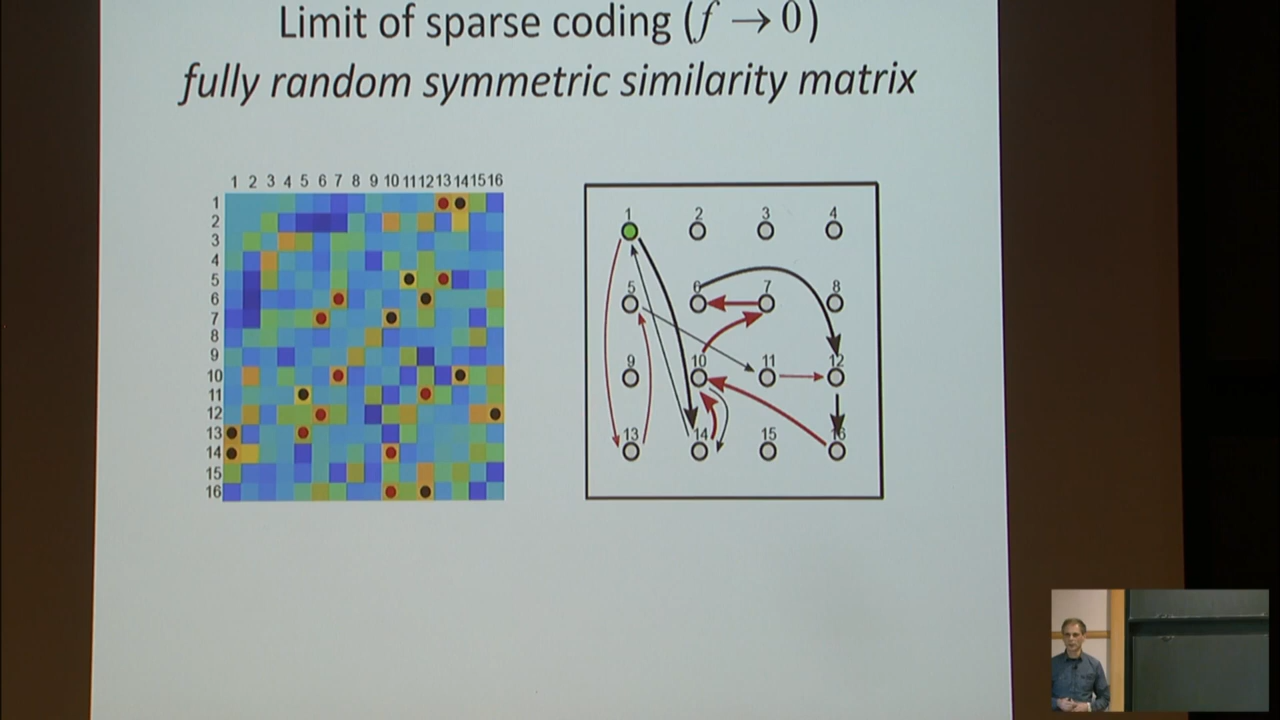 Limit of sparse coding (f → 0)
fully random symmetric similarity matrix
1 2 3 4 5 6 7 8 9 10 11 12 13 14 15 16
1
2
3
4
5
6
7
8
9
10
11
12
13
14
15
16
1 2 3 4
5 6 7 8
9 10 11 12
13 14 15 16